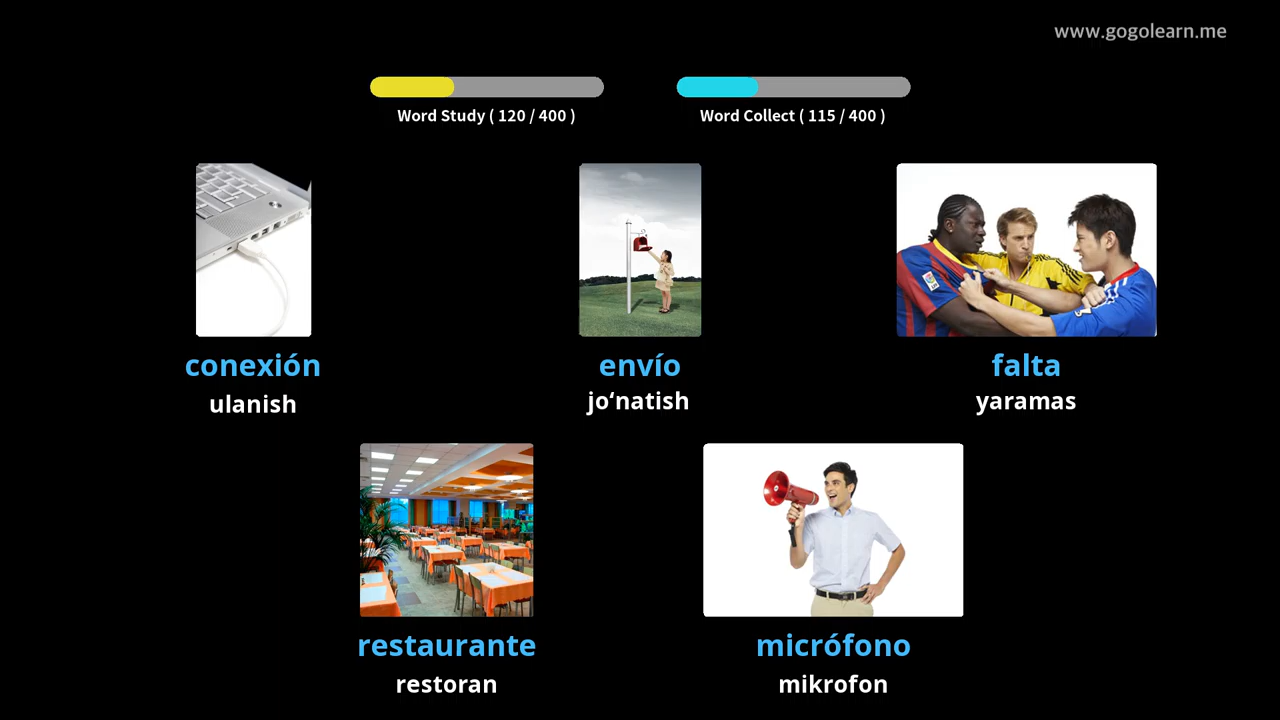 www.gogolearn.me
Word Study ( 120 / 400 )
Word Collect ( 115 / 400 )
conexión
ulanish
envío
jo‘natish
falta
yaramas
restaurante
restoran
micrófono
mikrofon